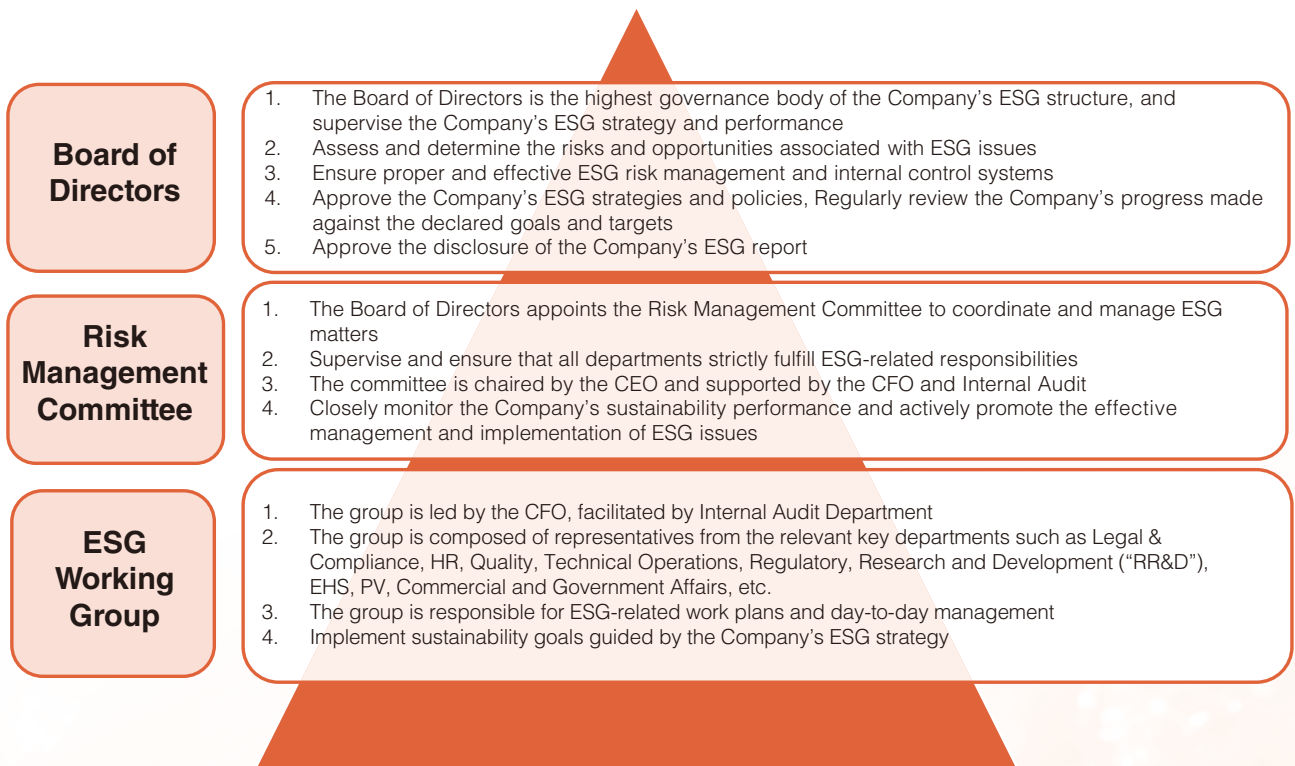 Board of
Directors
1. The Board of Directors is the highest governance body of the Company's ESG structure, and
supervise the Company's ESG strategy and performance
2. Assess and determine the risks and opportunities associated with ESG issues
3. Ensure proper and effective ESG risk management and internal control systems
4. Approve the Company's ESG strategies and policies, Regularly review the Company's progress made
against the declared goals and targets
5. Approve the disclosure of the Company's ESG report
Risk
Management
Committee
1. The Board of Directors appoints the Risk Management Committee to coordinate and manage ESG
matters
2. Supervise and ensure that all departments strictly fulfill ESG-related responsibilities
3. The committee is chaired by the CEO and supported by the CFO and Internal Audit
4. Closely monitor the Company's sustainability performance and actively promote the effective
management and implementation of ESG issues
ESG
Working
Group
1. The group is led by the CFO, facilitated by Internal Audit Department
2. The group is composed of representatives from the relevant key departments such as Legal &
Compliance, HR, Quality, Technical Operations, Regulatory, Research and Development ("RR&D"),
EHS, PV, Commercial and Government Affairs, etc.
3. The group is responsible for ESG-related work plans and day-to-day management
4. Implement sustainability goals guided by the Company's ESG strategy